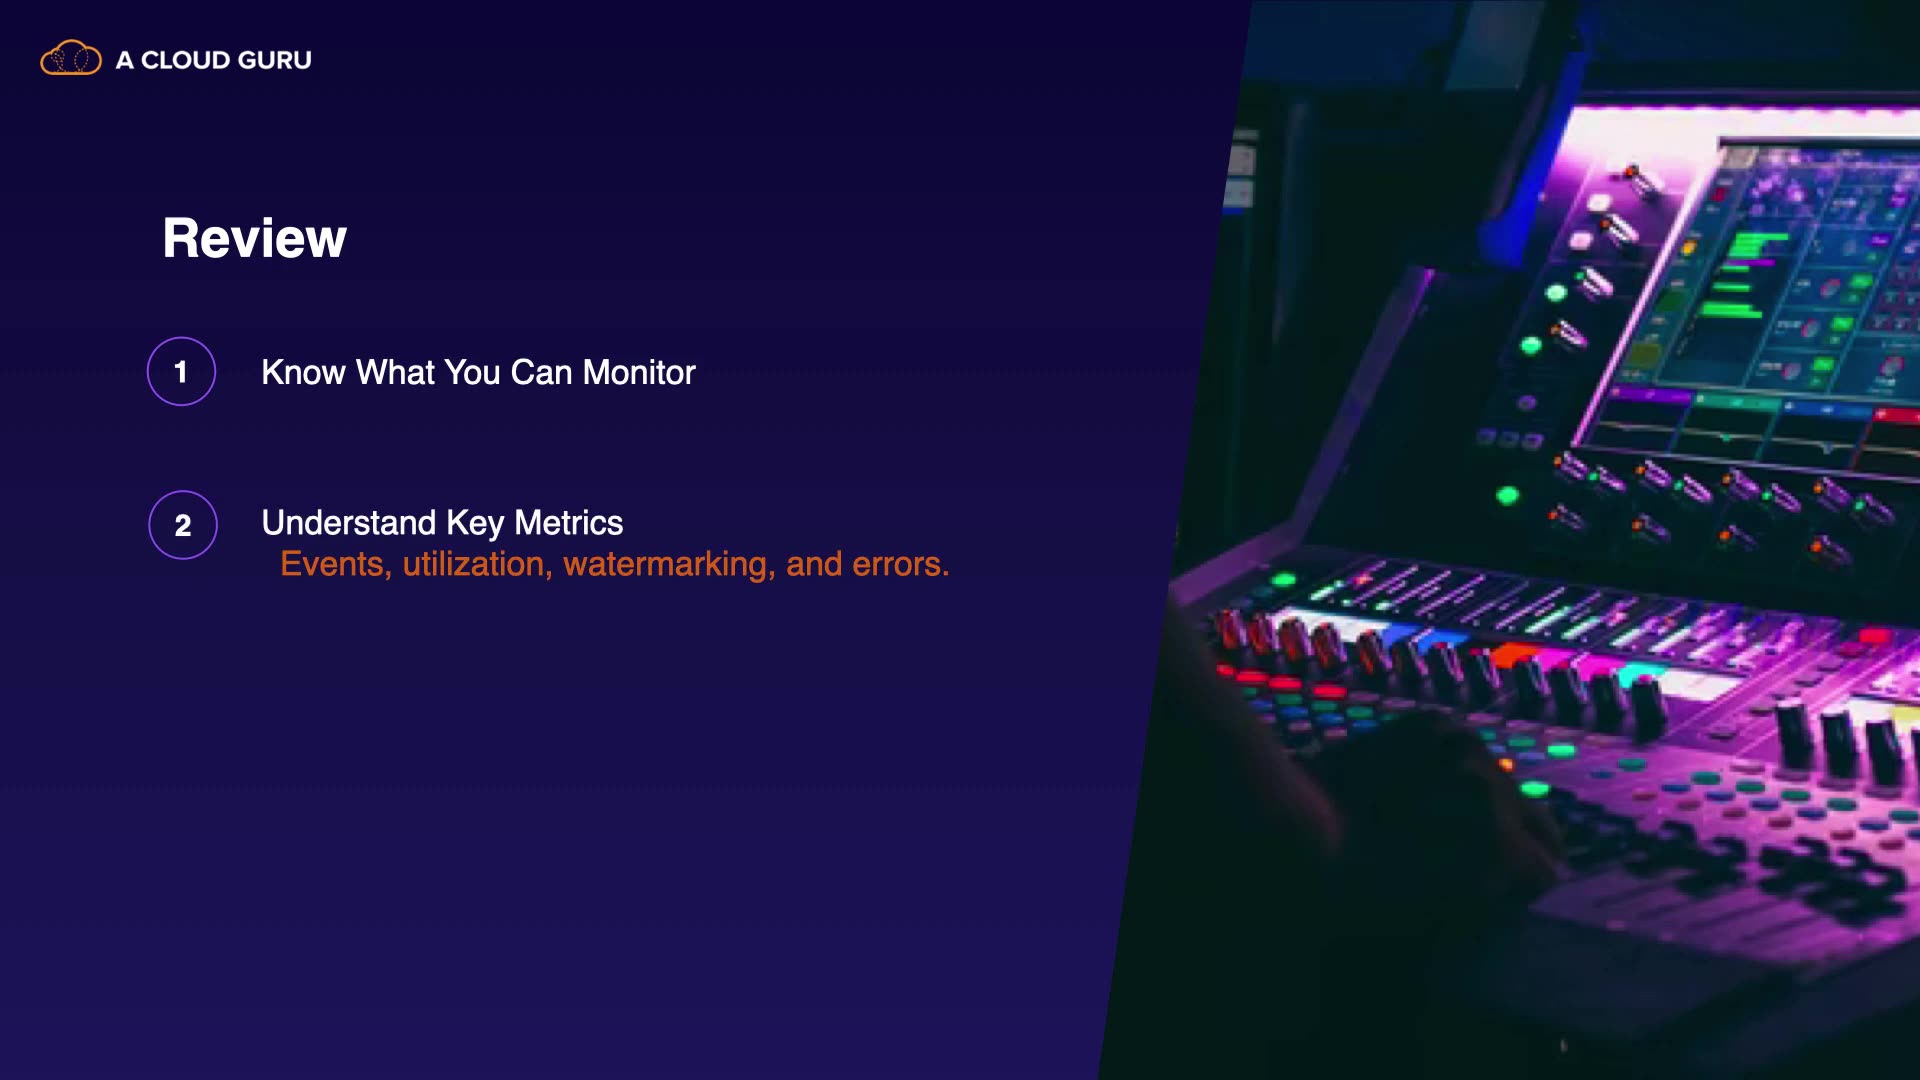 A CLOUD GURU
Review
1
Know What You Can Monitor
2
Understand Key Metrics
Events, utilization, watermarking, and errors.